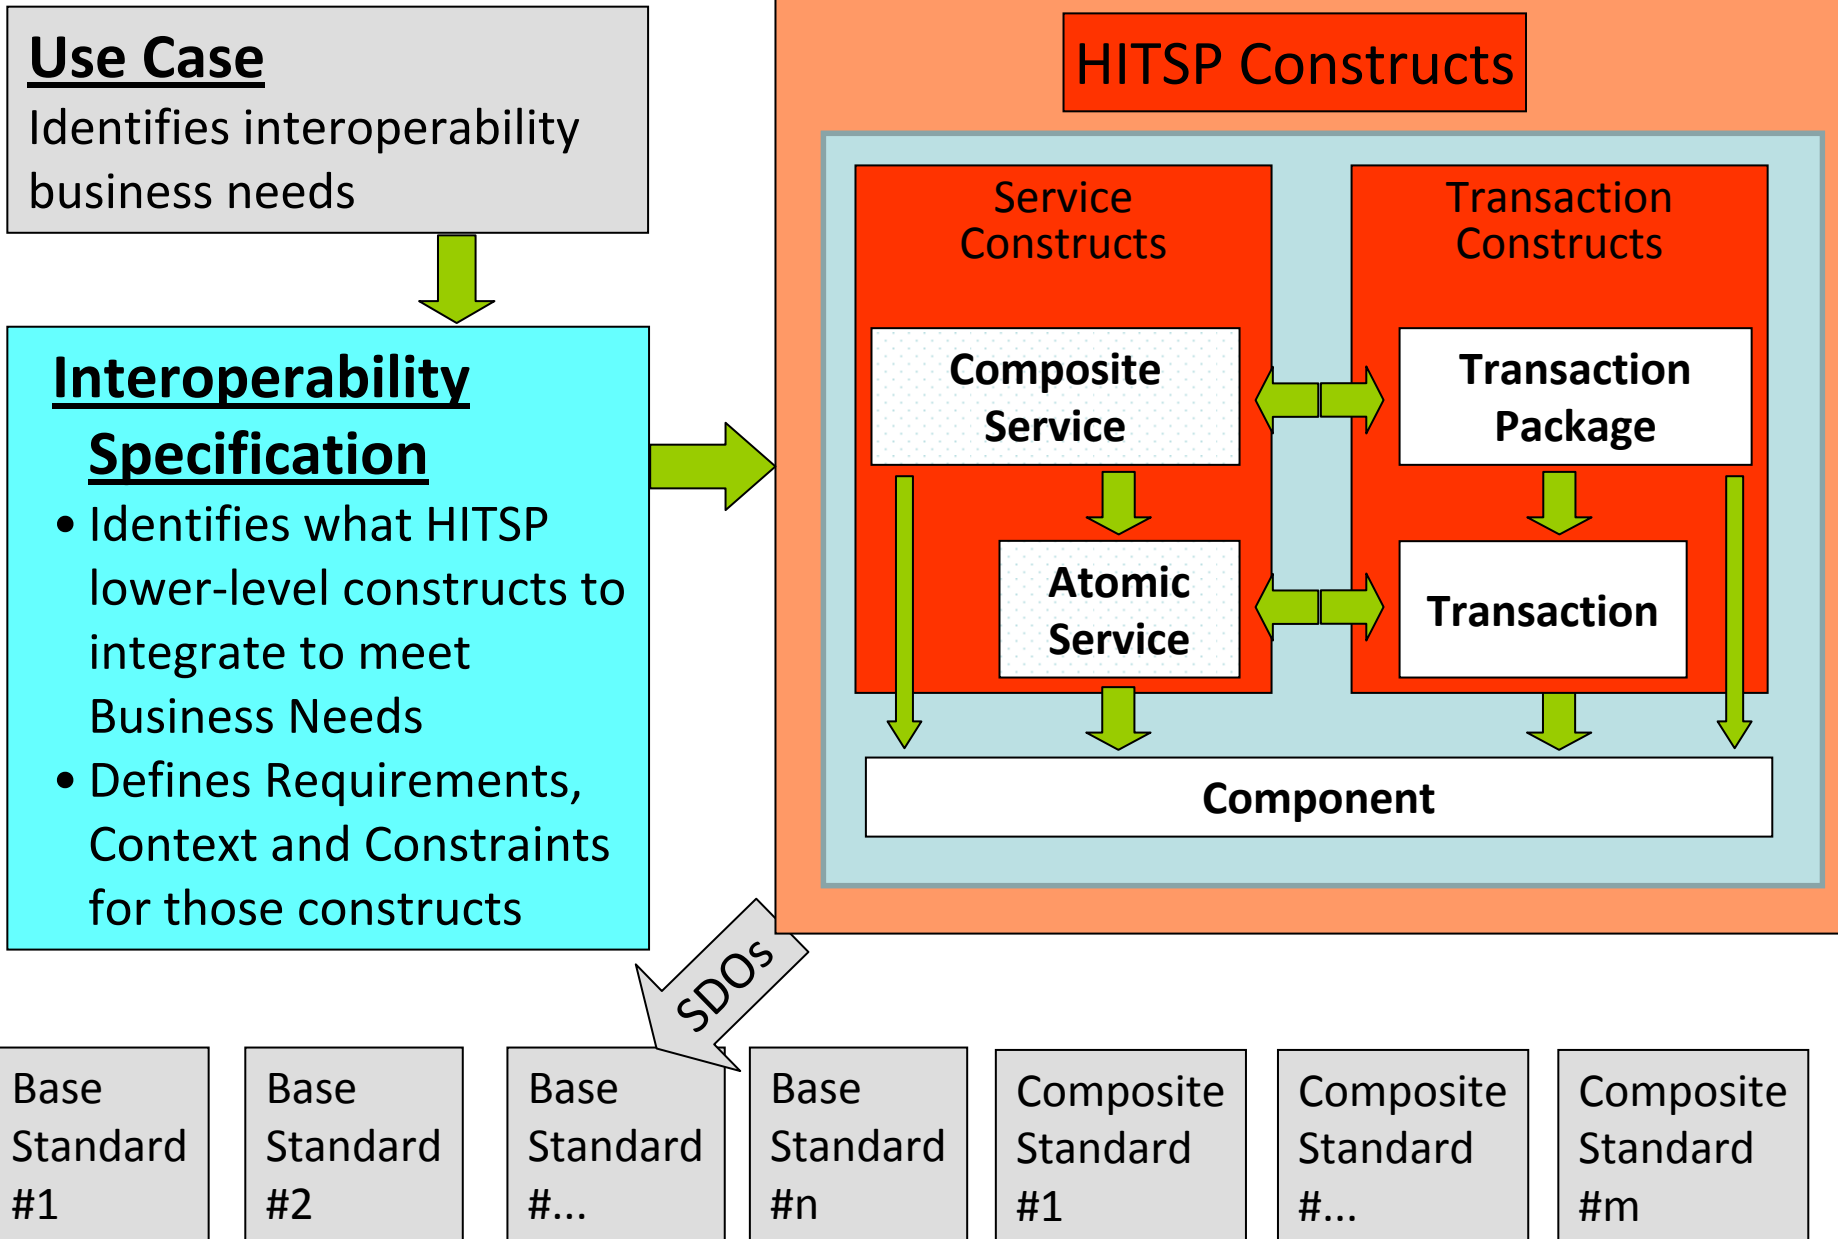 Use Case
Identifies interoperability
business needs
Interoperability
Specification
• Identifies what HITSP
lower-level constructs to
integrate to meet
Business Needs
• Defines Requirements,
Context and Constraints
for those constructs
HITSP Constructs
Service
Constructs
Transaction
Constructs
Composite
Service
Transaction
Package
Atomic
Service
Transaction
Component
SDOs
Base
Standard
#1
Base
Standard
#2
Base
Standard
#...
Base
Standard
#n
Composite
Standard
#1
Composite
Standard
#...
Composite
Standard
#m